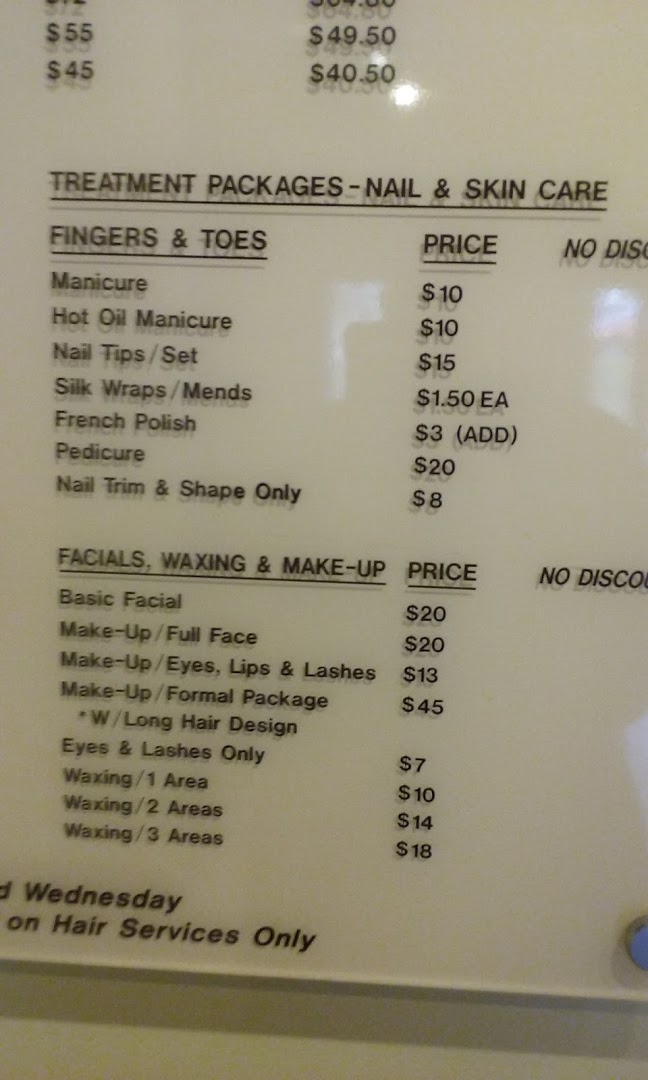 $55 $49.50
$45 $40.50
TREATMENT PACKAGES - NAIL & SKIN CARE
FINGERS & TOES PRICE NO
Manicure $10
Hot Oil Manicure $10
Nail Tips/Set $15
Silk Wraps/Mends $1.50 EA
French Polish $3 (ADD)
Pedicure $20
Nail Trim & Shape Only $8
FACIALS, WAXING & MAKE-UP PRICE NO
Basic Facial $20
Make-Up/Full Face $20
Make-Up/Eyes, Lips & Lashes $13
Make-Up/Formal Package $45
*W/Long Hair Design
Eyes & Lashes Only $7
Waxing/1 Area $10
Waxing/2 Areas $14
Waxing/3 Areas $18
Wednesday
on Hair Services Only